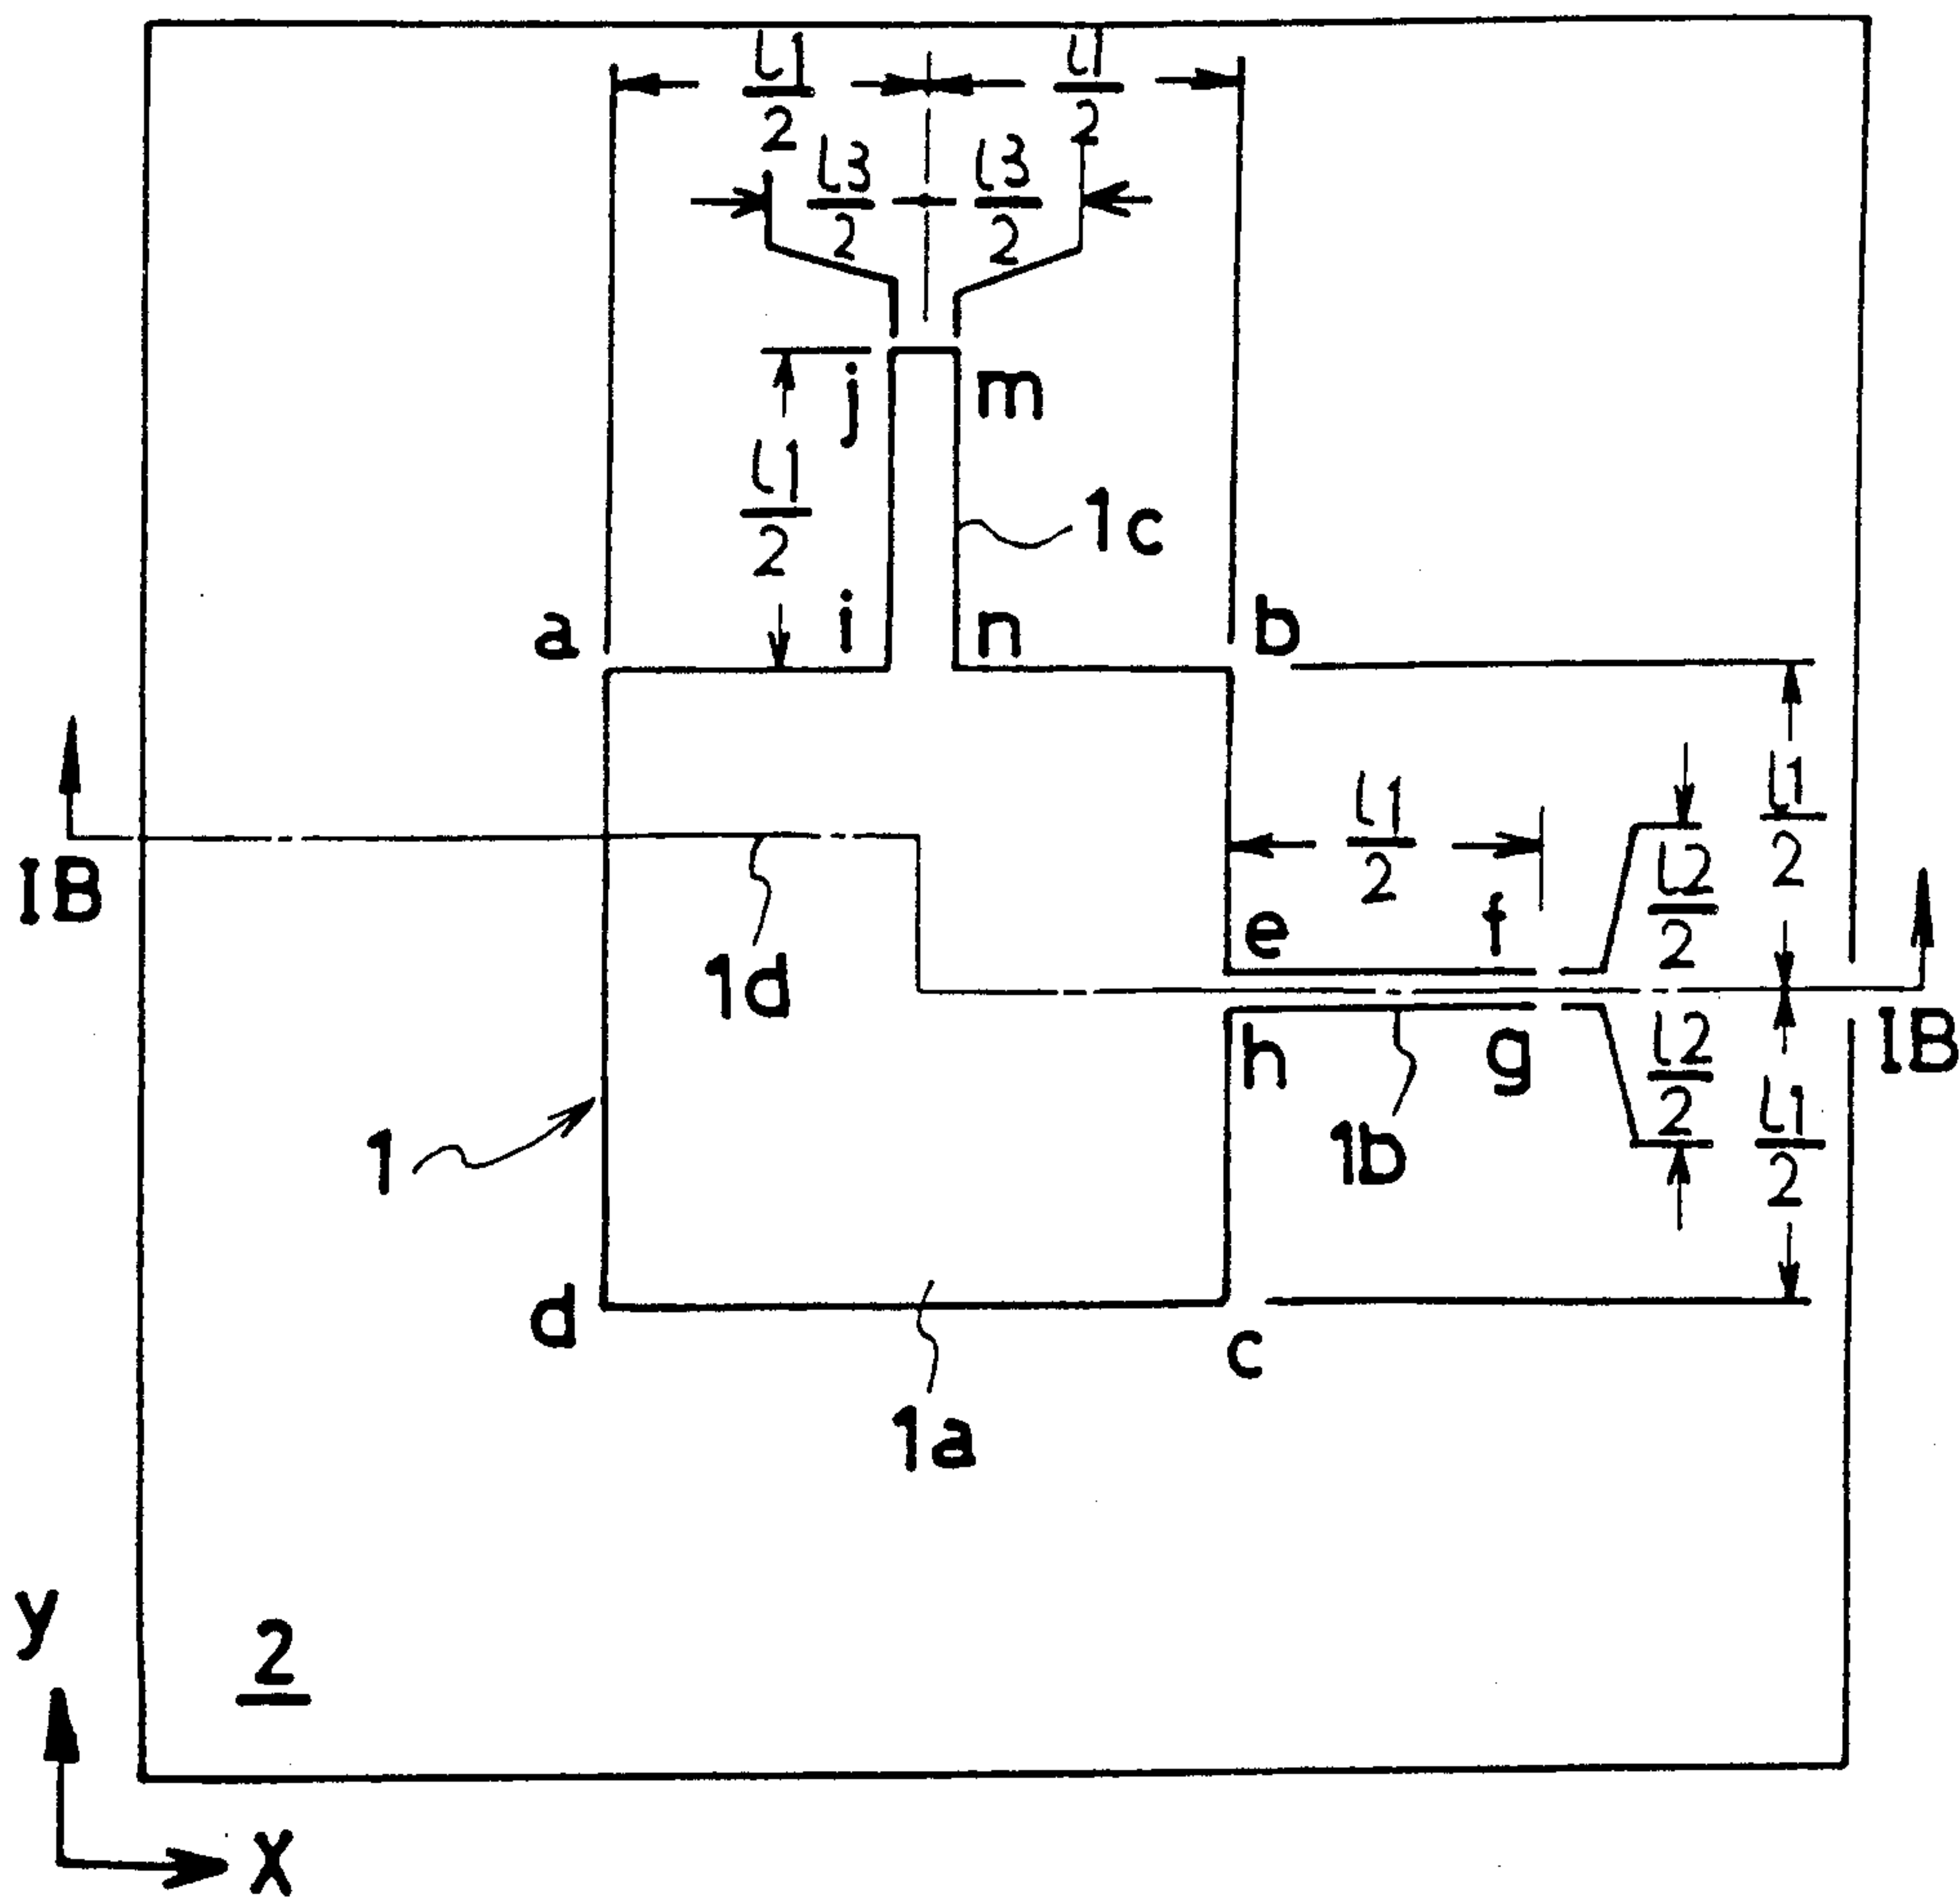 l1/2 l1/2
l3/2 l3/2
j m
l1/2
1c
a i n b
l1/2 l1/2
IB
l2/2
e f
1d
h g
l2/2
IB
1
1b
l1/2
d
c
1a
y
2
x